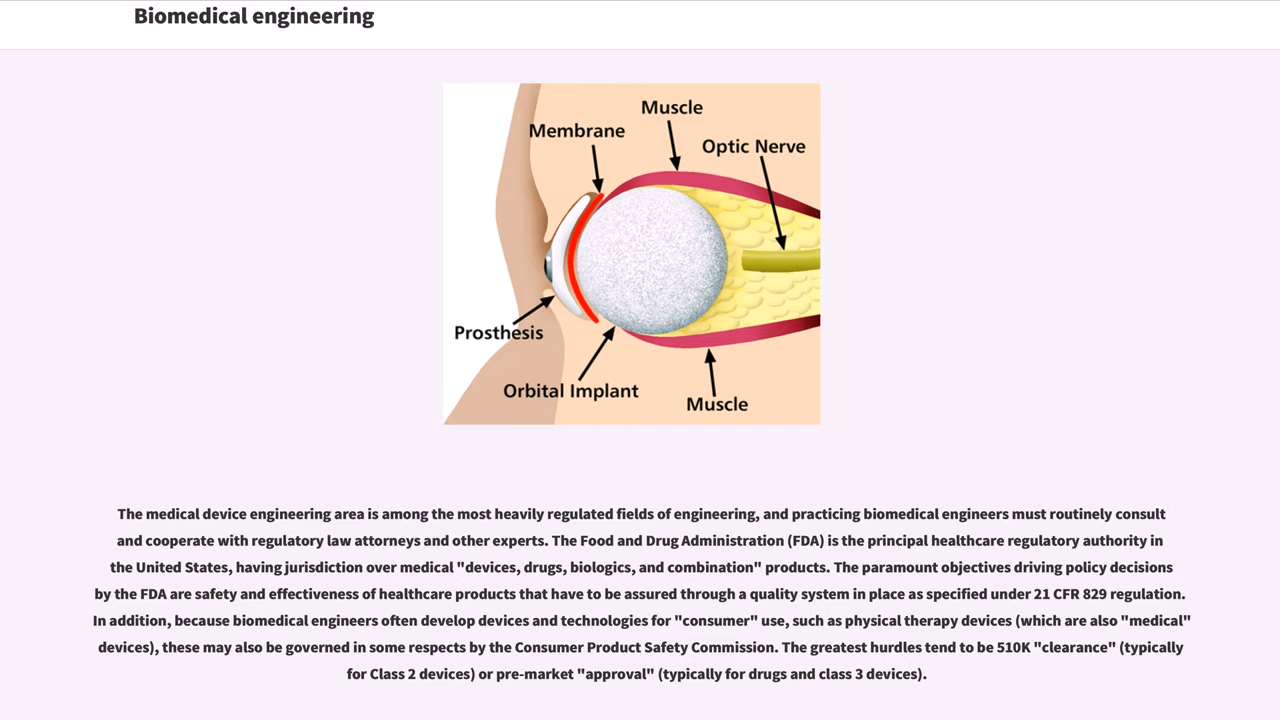 Biomedical engineering
Muscle
Membrane
Optic Nerve
Prosthesis
Orbital Implant
Muscle
The medical device engineering area is among the most heavily regulated fields of engineering, and practicing biomedical engineers must routinely consult
and cooperate with regulatory law attorneys and other experts. The Food and Drug Administration (FDA) is the principal healthcare regulatory authority in
the United States, having jurisdiction over medical "devices, drugs, biologics, and combination" products. The paramount objectives driving policy decisions
by the FDA are safety and effectiveness of healthcare products that have to be assured through a quality system in place as specified under 21 CFR 829 regulation.
In addition, because biomedical engineers often develop devices and technologies for "consumer" use, such as physical therapy devices (which are also "medical"
devices), these may also be governed in some respects by the Consumer Product Safety Commission. The greatest hurdles tend to be 510K "clearance" (typically
for Class 2 devices) or pre-market "approval" (typically for drugs and class 3 devices).